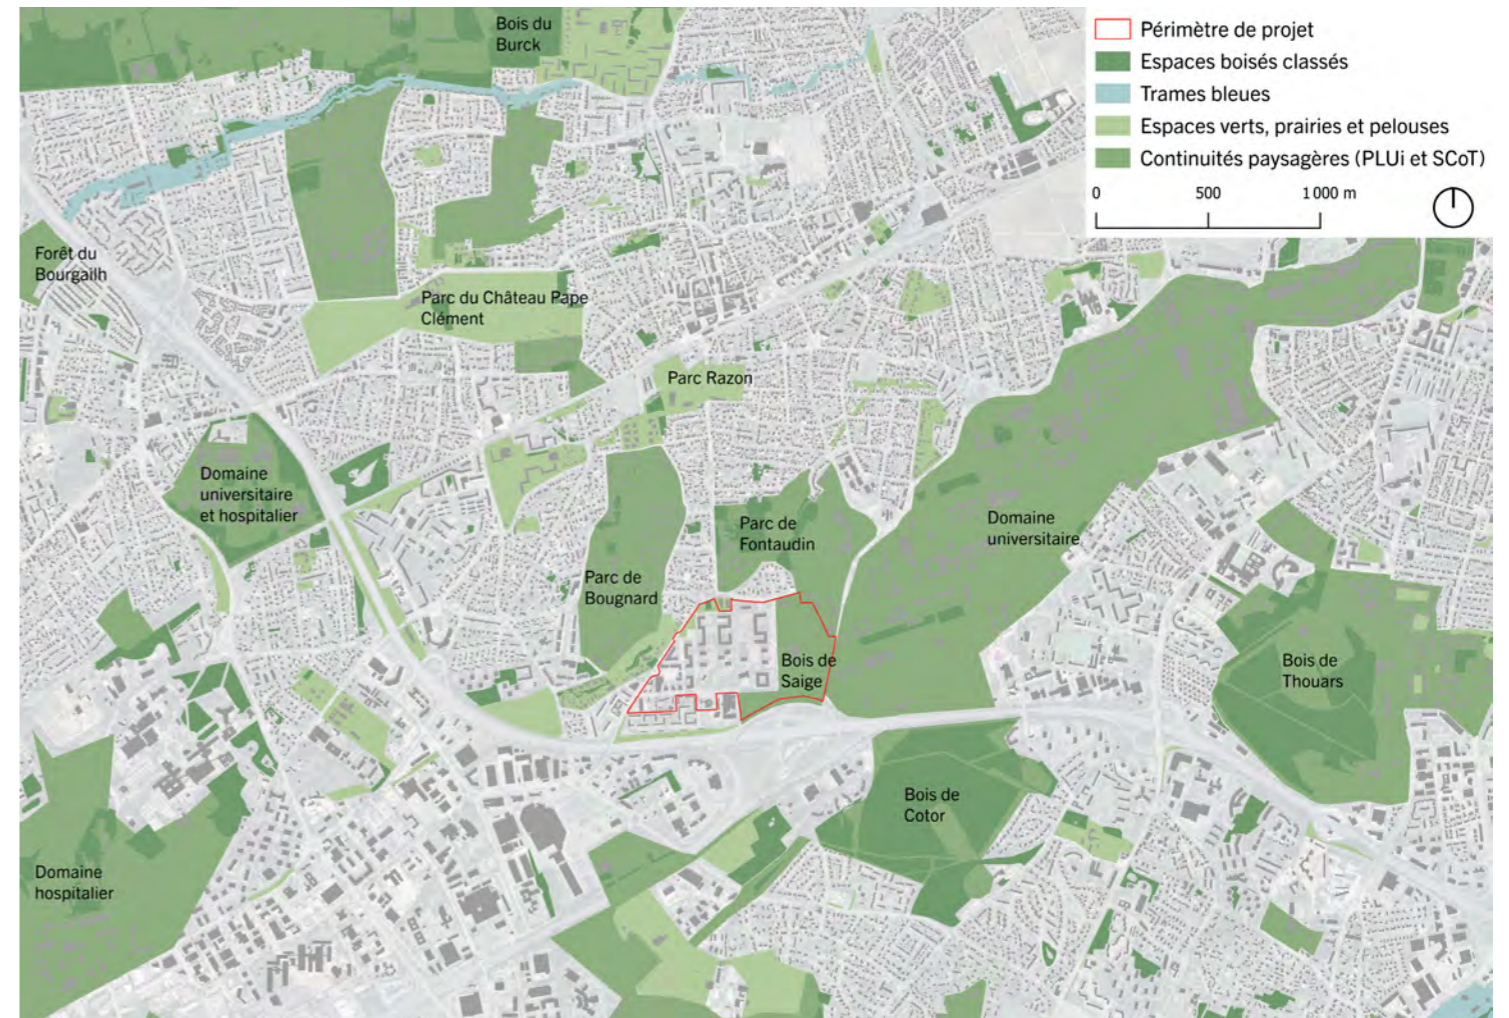 Bois du
Burck
Périmètre de projet
Espaces boisés classés
Trames bleues
Espaces verts, prairies et pelouses
Continuités paysagères (PLUi et SCoT)
0 500 1 000 m
Forêt du
Bourgailh
Parc du Château Pape
Clément
Parc Razon
Domaine
universitaire
et hospitalier
Parc de
Fontaudin
Domaine
universitaire
Parc de
Bougnard
Bois de
Saige
Bois de
Thouars
Bois de
Cotor
Domaine
hospitalier